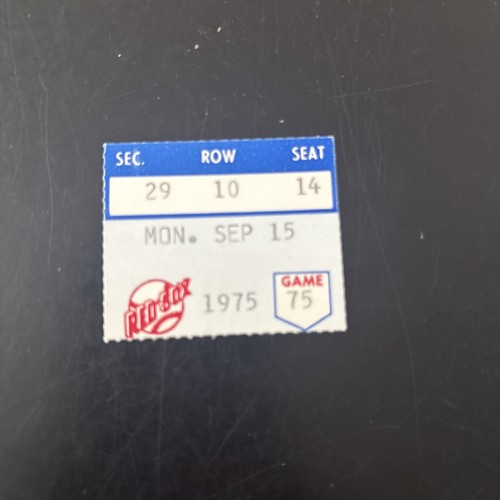 SEC. ROW SEAT
29 10 14
MON. SEP 15
RED SOX 1975 GAME 75